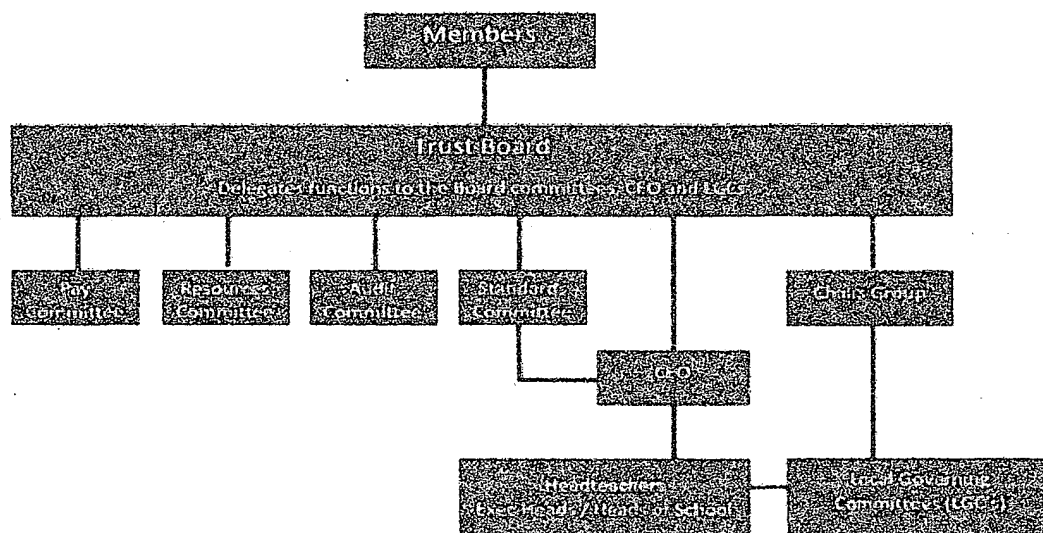 Members
Trust Board
Delegates functions to the Board committees, CEO and LGCs
Pay
Committee
Resources
Committee
Audit
Committee
Standard
Committee
Chairs Group
CEO
Headteachers
Exec Heads / Heads of School
Local Governing
Committees (LGC's)